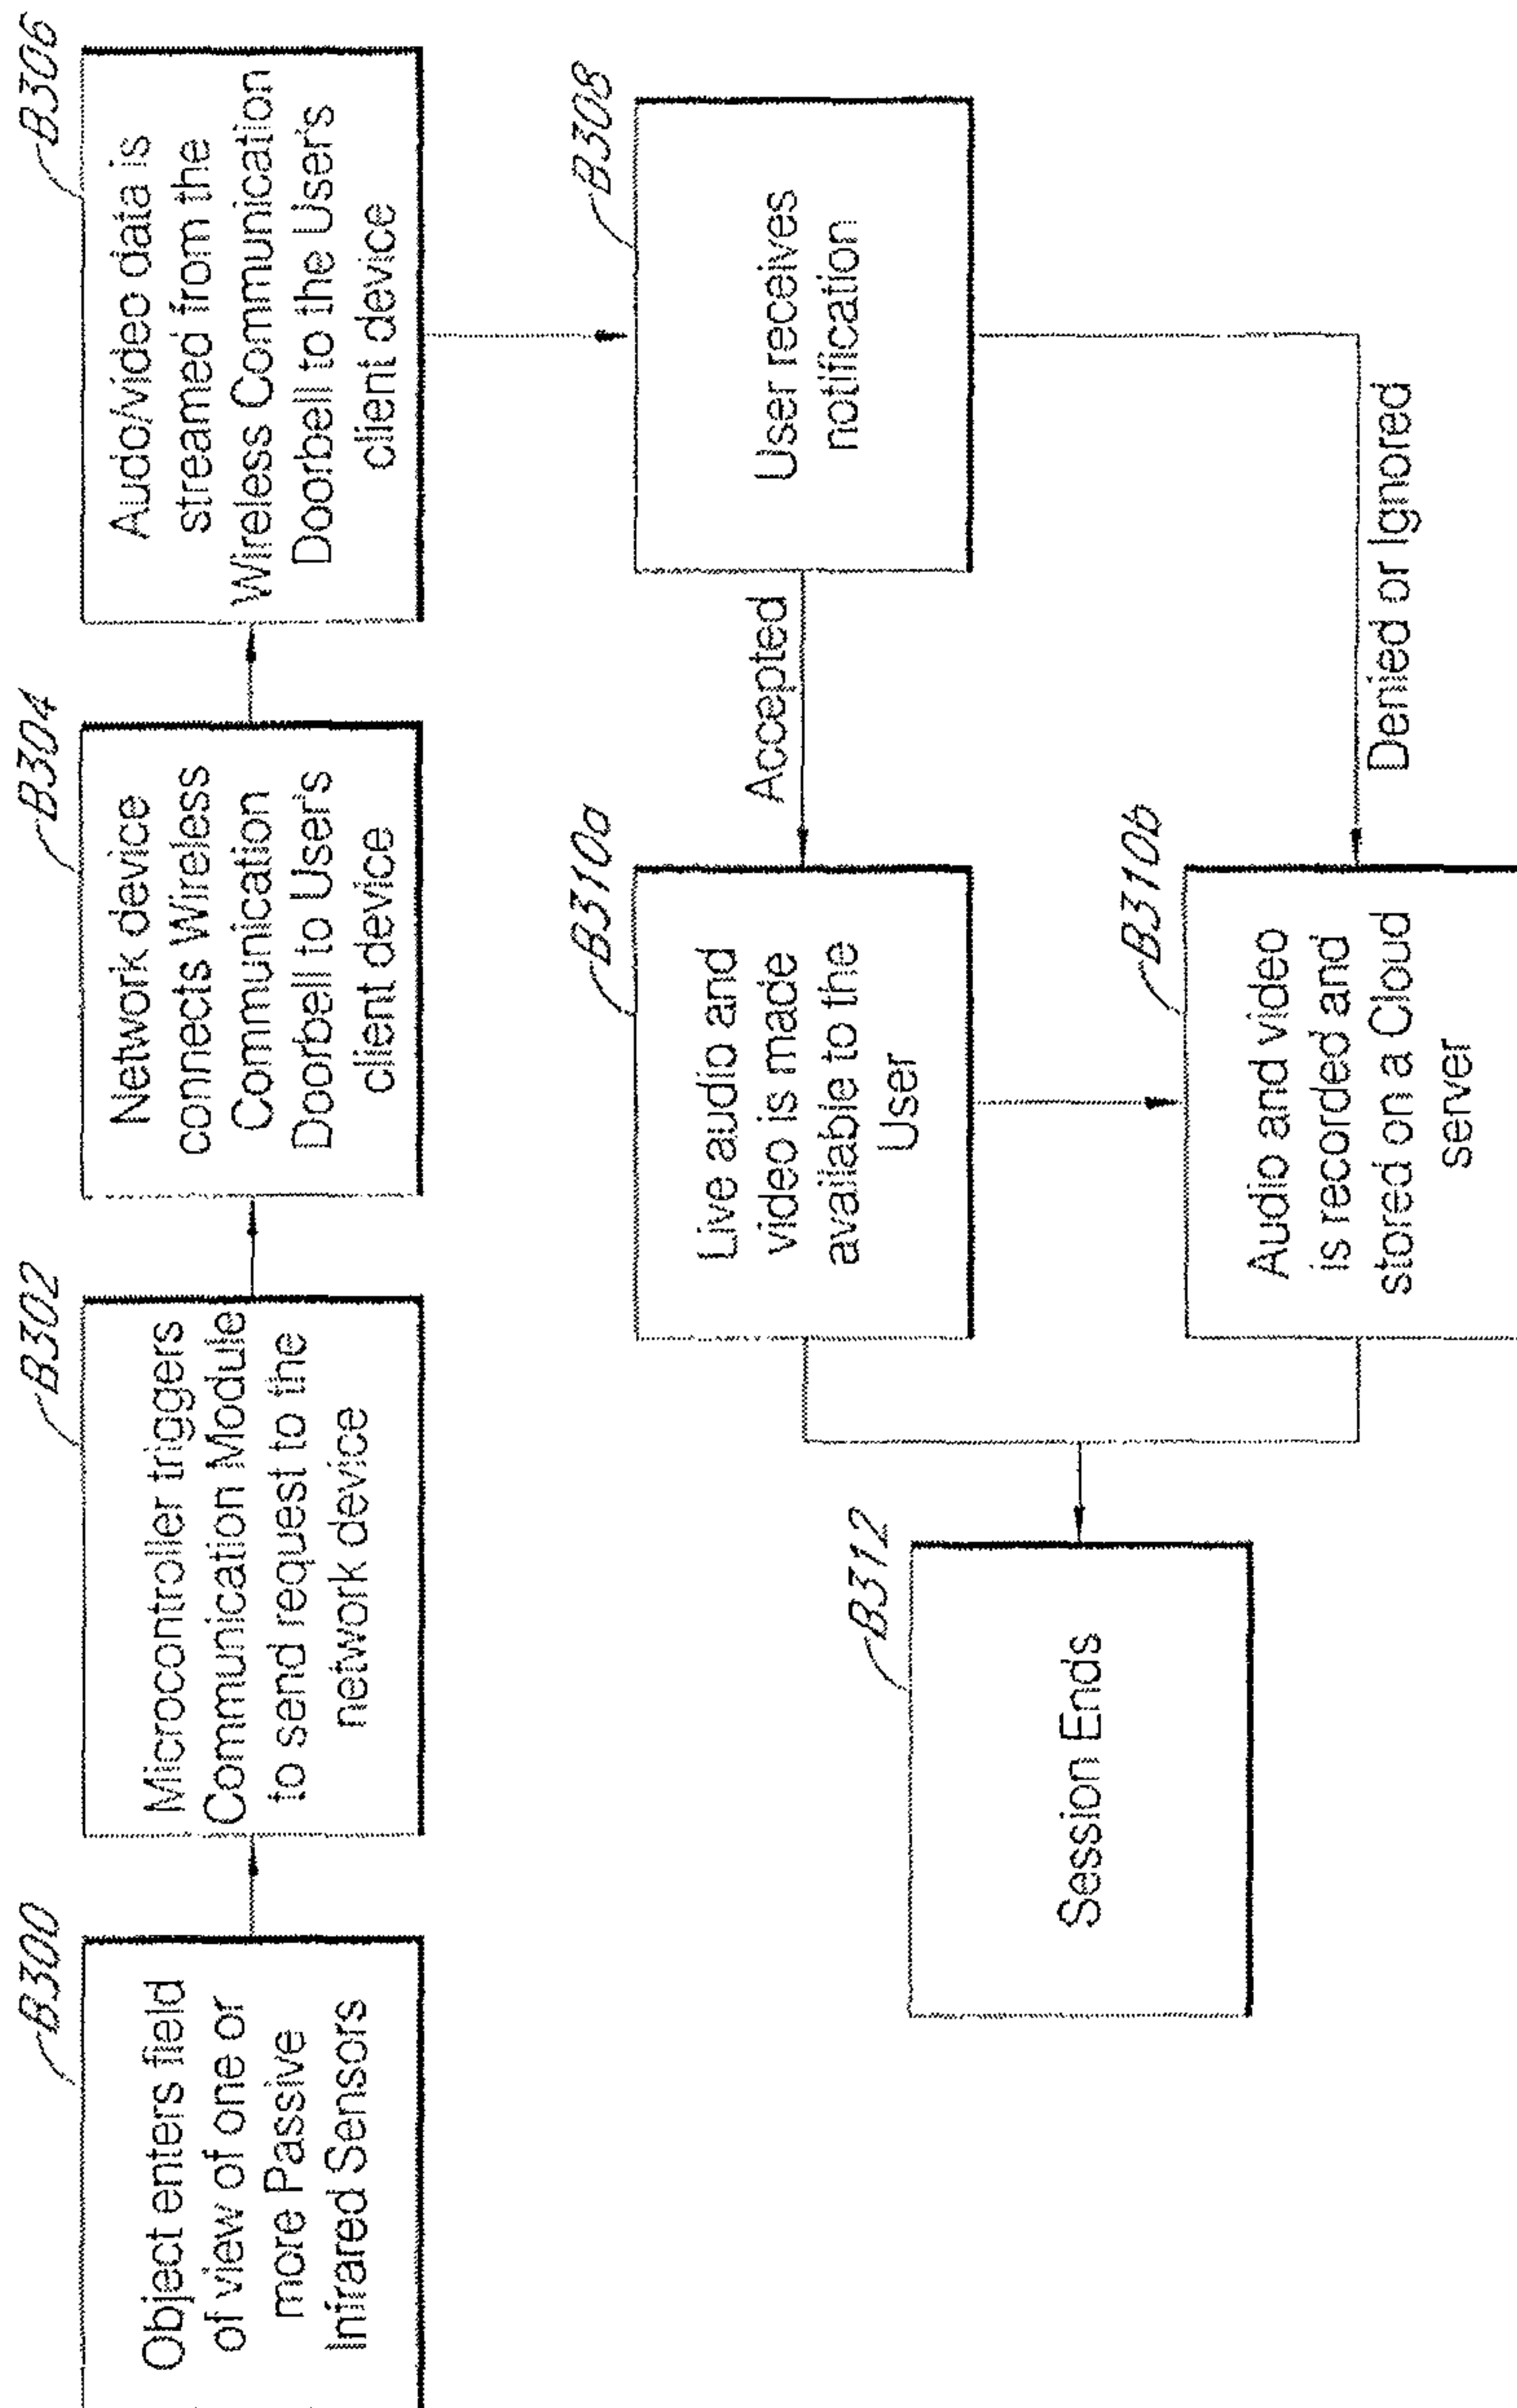 B300
Object enters field
of view of one or
more Passive
Infrared Sensors
B302
Microcontroller triggers
Communication Module
to send request to the
network device
B304
Network device
connects Wireless
Communication
Doorbell to User's
client device
B306
Audo/video data is
streamed from the
Wireless Communication
Doorbell to the User's
client device
B308
User receives
notification
Accepted
Denied or Ignored
B310a
Live audio and
video is made
available to the
User
B310b
Audio and video
is recorded and
stored on a Cloud
server
B312
Session Ends